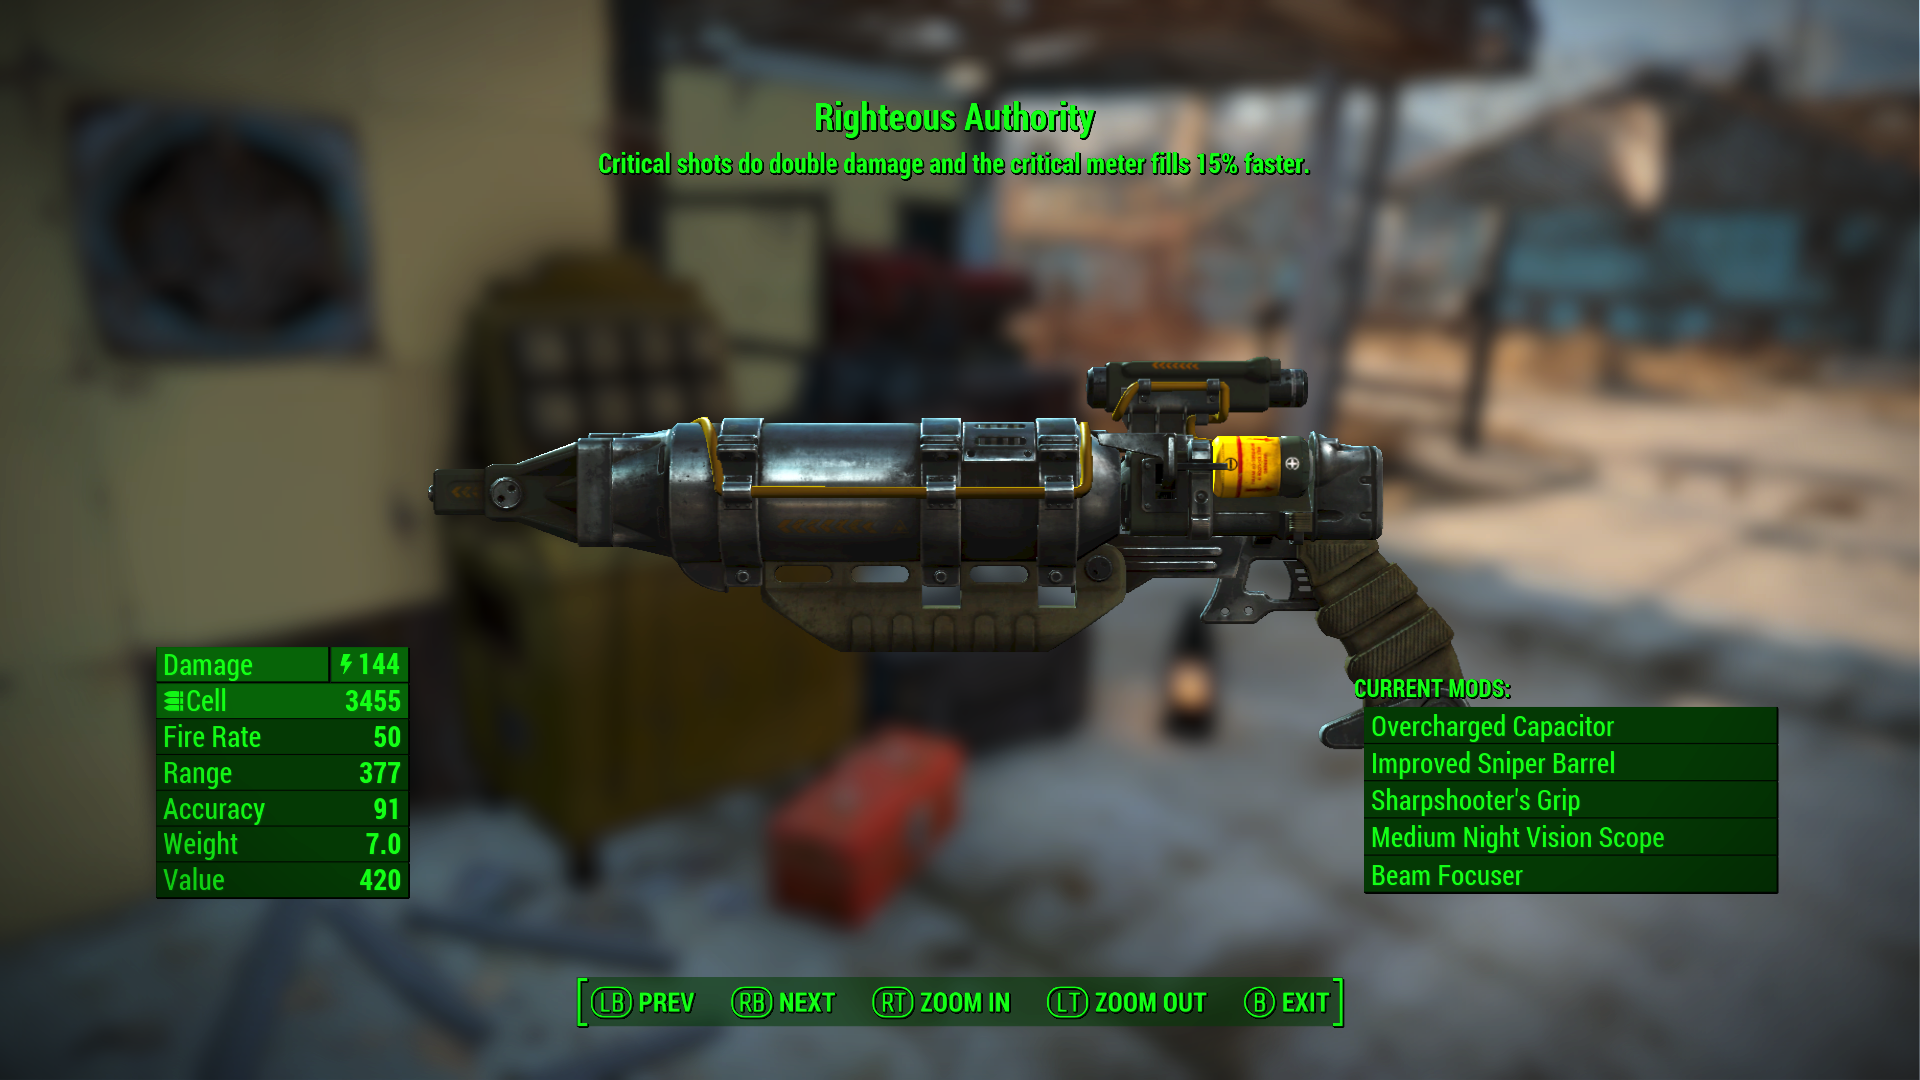 Righteous Authority
Critical shots do double damage and the critical meter fills 15% faster.
Damage 144
Cell 3455
Fire Rate 50
Range 377
Accuracy 91
Weight 7.0
Value 420
CURRENT MODS:
Overcharged Capacitor
Improved Sniper Barrel
Sharpshooter's Grip
Medium Night Vision Scope
Beam Focuser
LB PREV RB NEXT RT ZOOM IN LT ZOOM OUT B EXIT